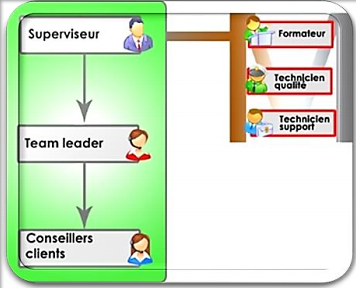 Superviseur
Team leader
Conseillers
clients
Formateur
Technicien
qualité
Technicien
support